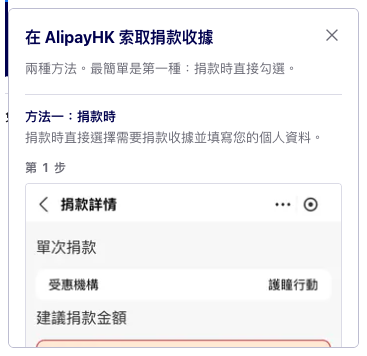 在 AlipayHK 索取捐款收據
兩種方法。最簡單是第一種：捐款時直接勾選。
方法一：捐款時
捐款時直接選擇需要捐款收據並填寫您的個人資料。
第 1 步
捐款詳情
單次捐款
受惠機構 護瞳行動
建議捐款金額